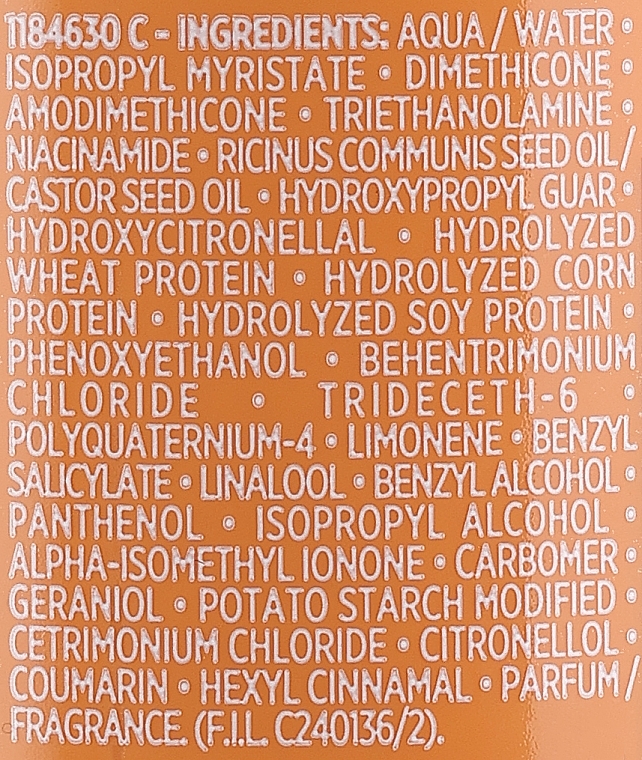 1184630 C - INGREDIENTS: AQUA / WATER •
ISOPROPYL MYRISTATE • DIMETHICONE •
AMODIMETHICONE • TRIETHANOLAMINE •
NIACINAMIDE • RICINUS COMMUNIS SEED OIL /
CASTOR SEED OIL • HYDROXYPROPYL GUAR •
HYDROXYCITRONELLAL • HYDROLYZED
WHEAT PROTEIN • HYDROLYZED CORN
PROTEIN • HYDROLYZED SOY PROTEIN •
PHENOXYETHANOL • BEHENTRIMONIUM
CHLORIDE • TRIDECETH-6 •
POLYQUATERNIUM-4 • LIMONENE • BENZYL
SALICYLATE • LINALOOL • BENZYL ALCOHOL •
PANTHENOL • ISOPROPYL ALCOHOL •
ALPHA-ISOMETHYL IONONE • CARBOMER •
GERANIOL • POTATO STARCH MODIFIED •
CETRIMONIUM CHLORIDE • CITRONELLOL •
COUMARIN • HEXYL CINNAMAL • PARFUM /
FRAGRANCE. (F.I.L. C240136/2).